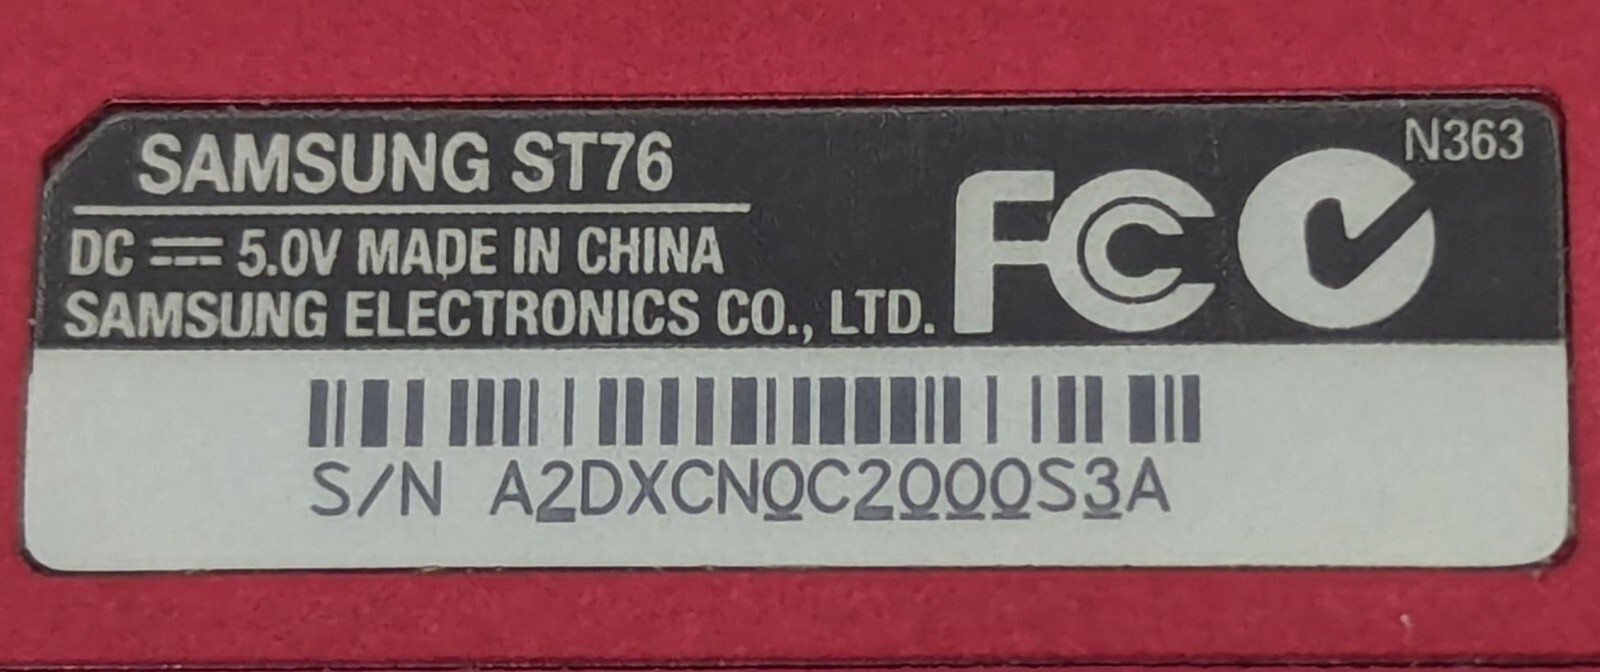 SAMSUNG ST76
N363
DC ⎓ 5.0V MADE IN CHINA
SAMSUNG ELECTRONICS CO., LTD.
FC
S/N A2DXCN0C2000S3A